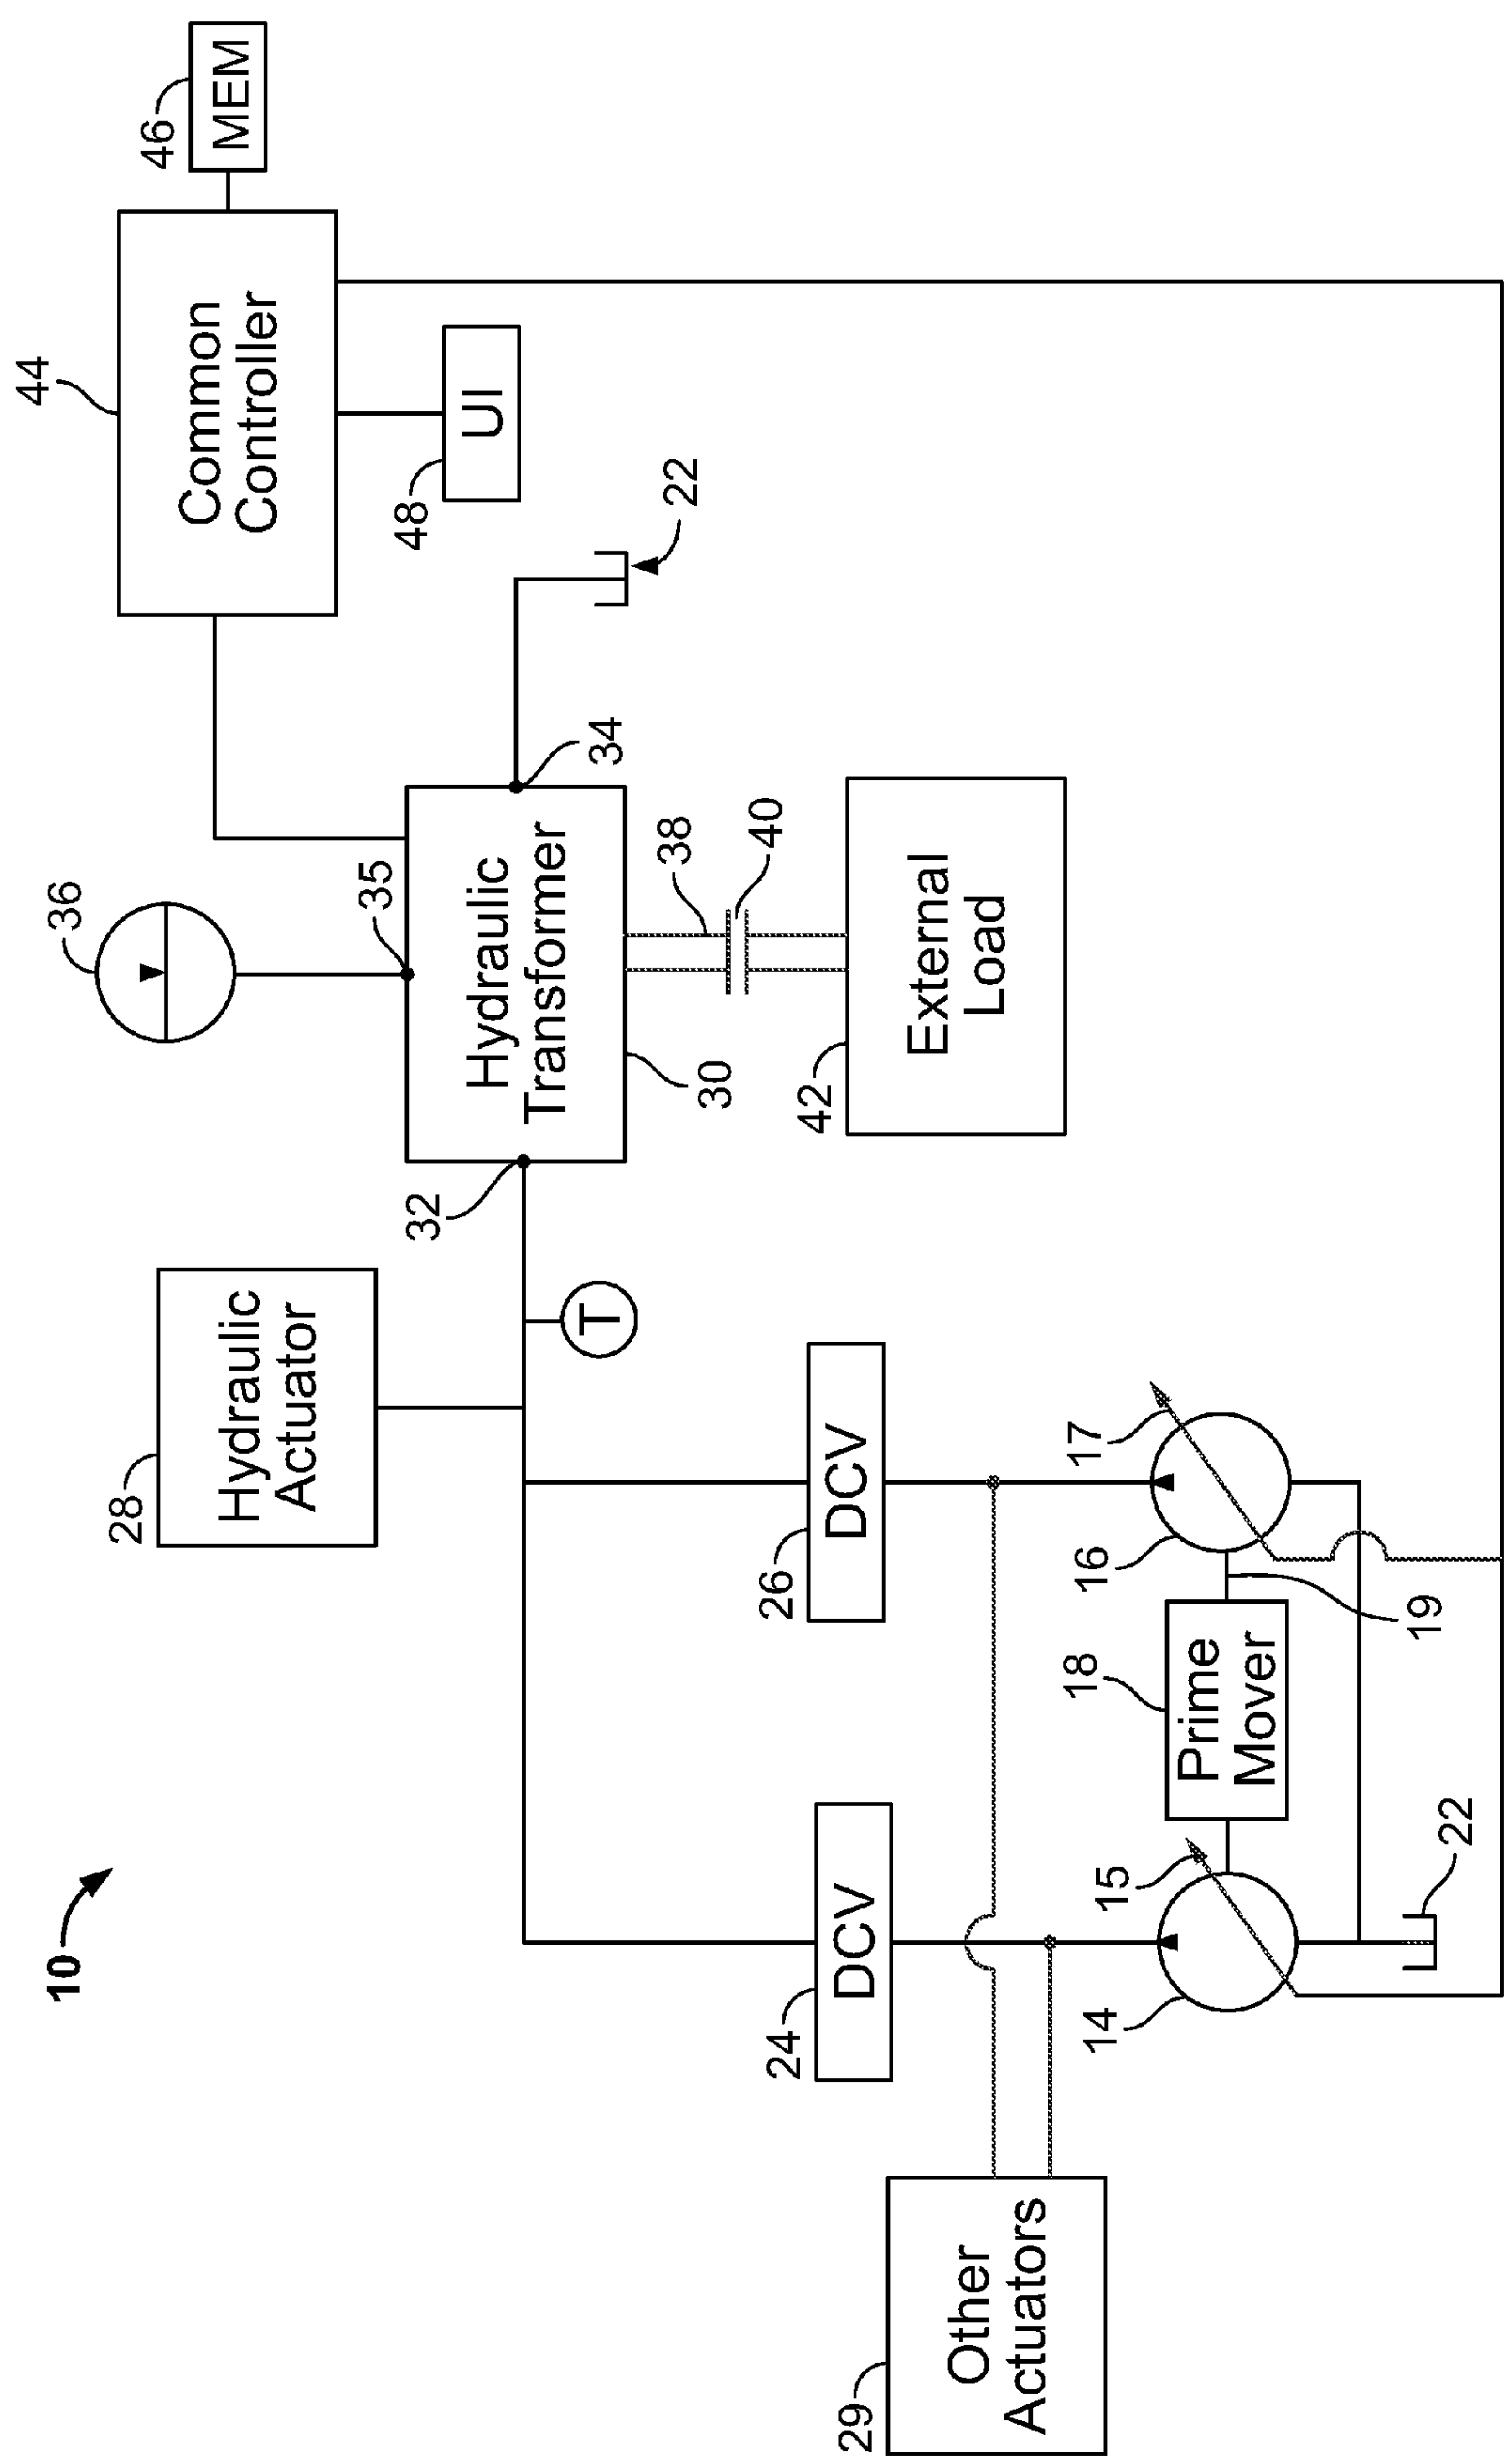 10
28
Hydraulic
Actuator
36
35
44
Common
Controller
46
MEM
48
UI
22
34
32
Hydraulic
Transformer
30
38
40
42
External
Load
T
24
DCV
26
DCV
29
Other
Actuators
14
15
18
Prime
Mover
16
17
19
22